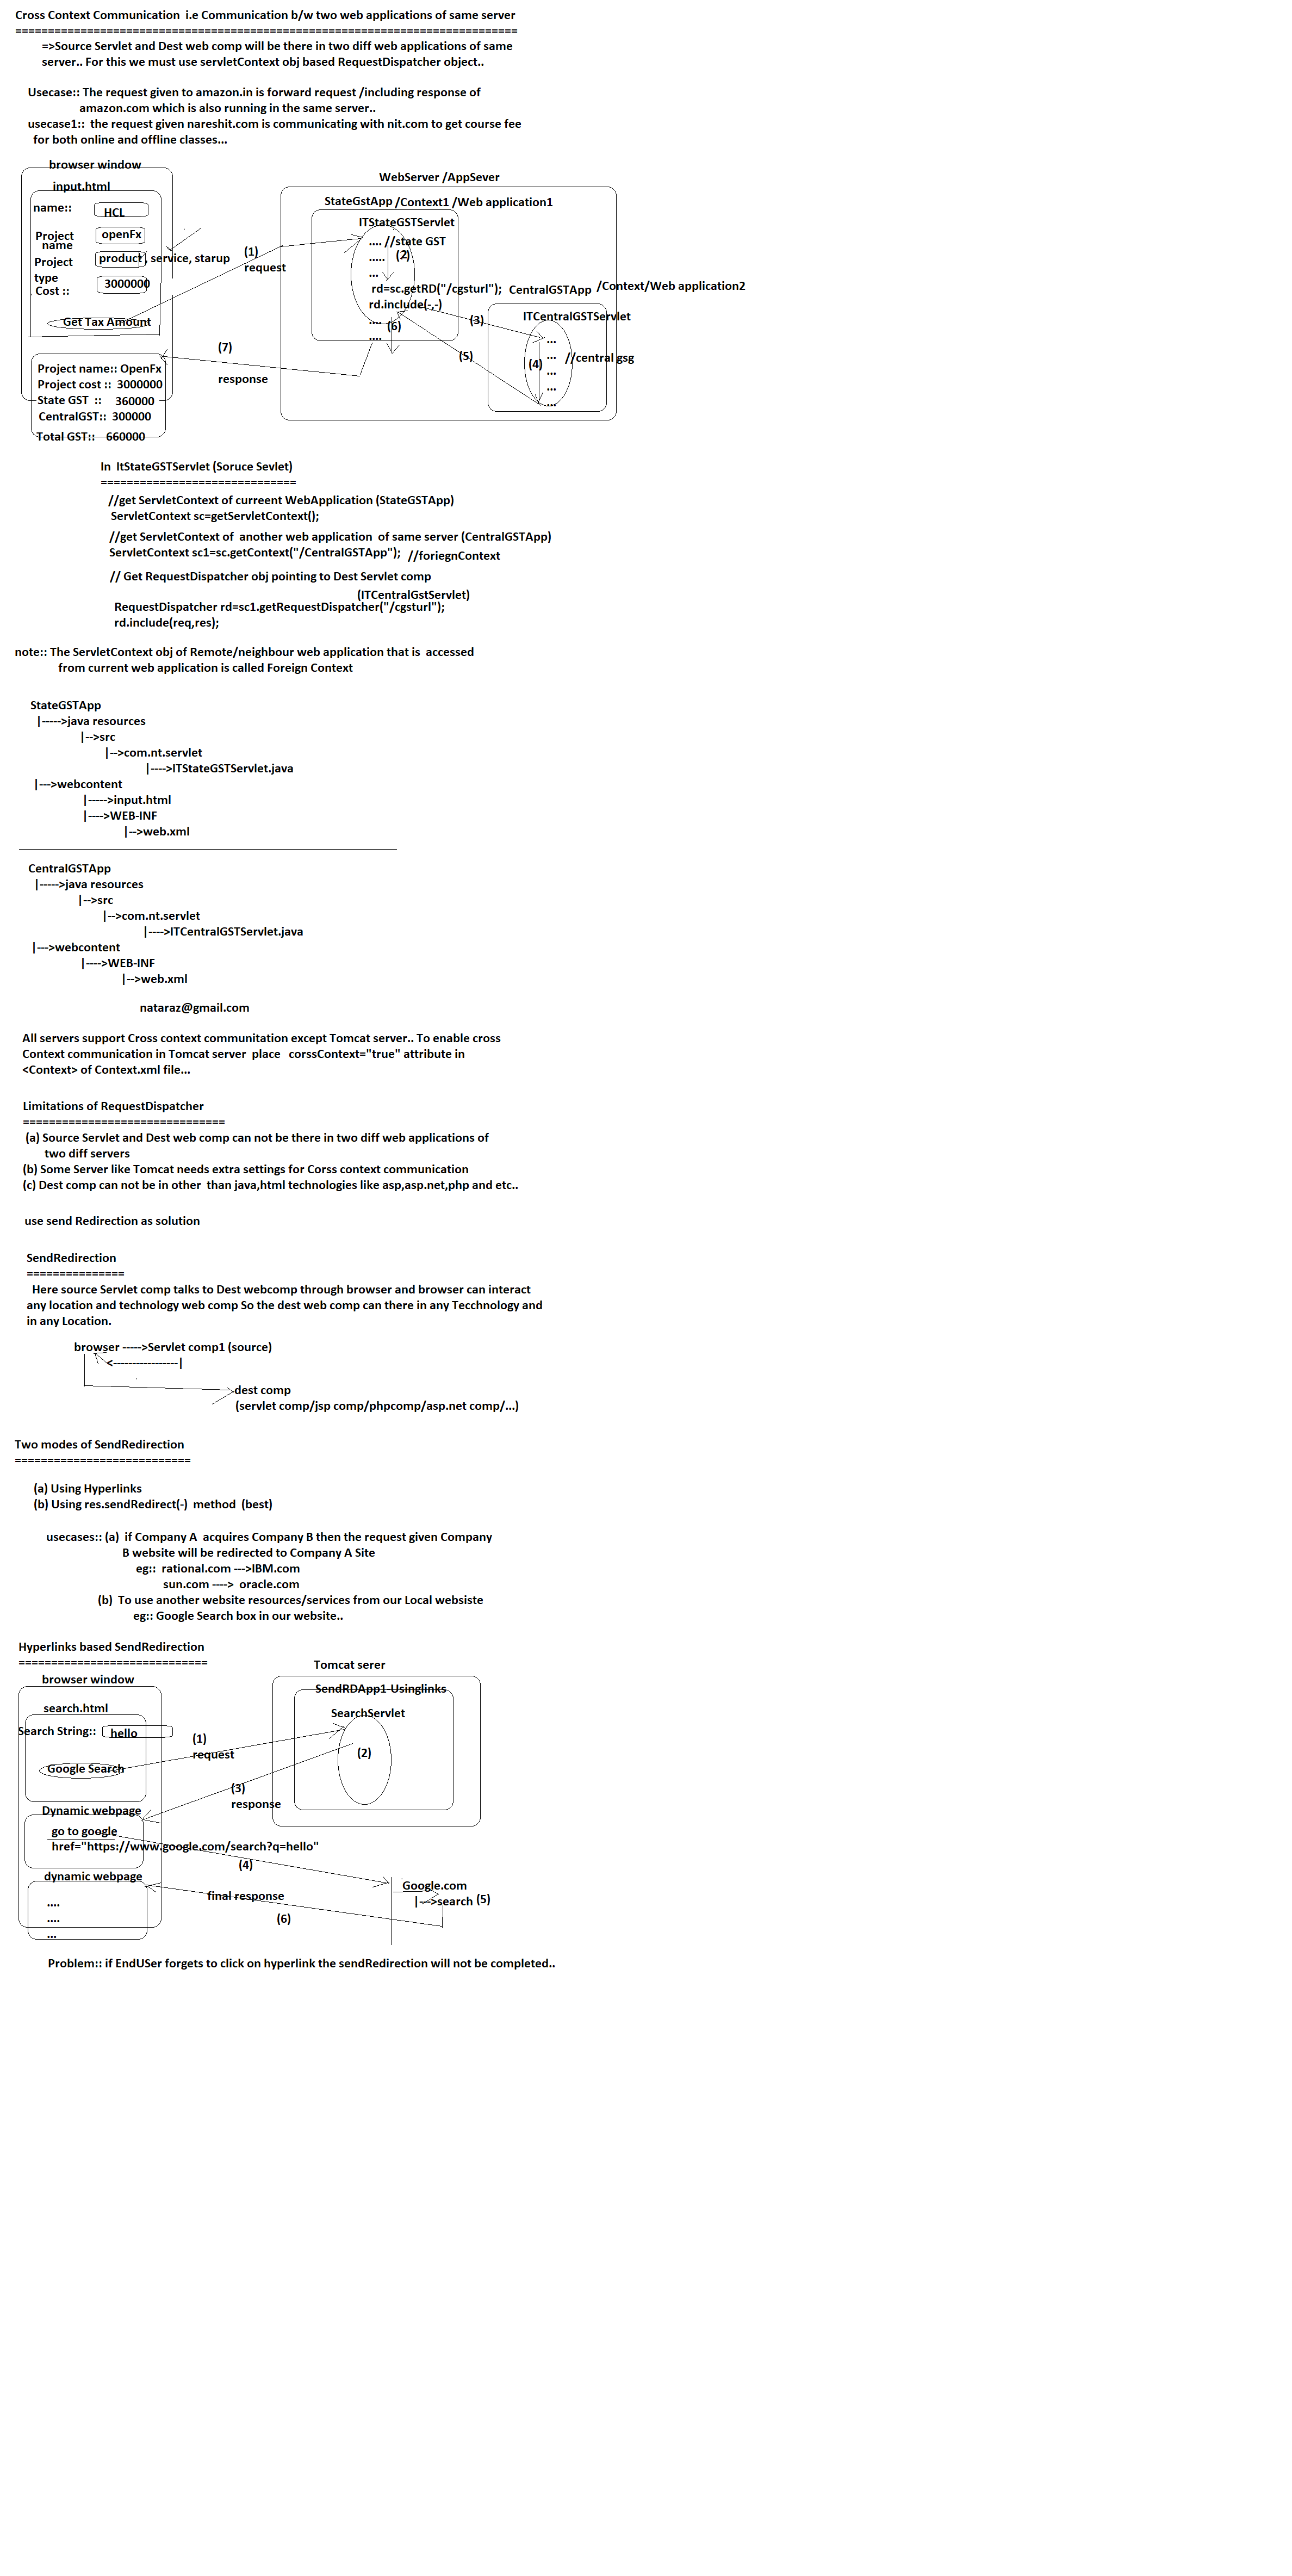 Cross Context Communication  i.e Communication b/w two web applications of same server
=============================================================================
=>Source Servlet and Dest web comp will be there in two diff web applications of same
server.. For this we must use servletContext obj based RequestDispatcher object..
Usecase:: The request given to amazon.in is forward request /including response of
amazon.com which is also running in the same server..
usecase1::  the request given nareshit.com is communicating with nit.com to get course fee
for both online and offline classes...
browser window
WebServer /AppSever
input.html
StateGstApp /Context1 /Web application1
name::  HCL
ITStateGSTServlet
Project name  openFx
.... //state GST
(1)
(2)
.....
Project type  product , service, starup
request
...
Cost ::  3000000
rd=sc.getRD("/cgsturl");  CentralGSTApp /Context/Web application2
rd.include(-,-)
Get Tax Amount
(3)
ITCentralGSTServlet
....
(6)
....
...
(7)
(5)
(4)
...  //central gsg
Project name:: OpenFx
response
...
Project cost ::  3000000
...
State GST  ::    360000
...
CentralGST::  300000
Total GST::   660000
In  ItStateGSTServlet (Soruce Sevlet)
==============================
//get ServletContext of curreent WebApplication (StateGSTApp)
ServletContext sc=getServletContext();
//get ServletContext of  another web application  of same server (CentralGSTApp)
ServletContext sc1=sc.getContext("/CentralGSTApp");  //foriegnContext
// Get RequestDispatcher obj pointing to Dest Servlet comp
(ITCentralGstServlet)
RequestDispatcher rd=sc1.getRequestDispatcher("/cgsturl");
rd.include(req,res);
note:: The ServletContext obj of Remote/neighbour web application that is  accessed
from current web application is called Foreign Context
StateGSTApp
|----->java resources
|-->src
|-->com.nt.servlet
|---->ITStateGSTServlet.java
|--->webcontent
|----->input.html
|---->WEB-INF
|-->web.xml
CentralGSTApp
|----->java resources
|-->src
|-->com.nt.servlet
|---->ITCentralGSTServlet.java
|--->webcontent
|---->WEB-INF
|-->web.xml
nataraz@gmail.com
All servers support Cross context communitation except Tomcat server.. To enable cross
Context communication in Tomcat server  place   corssContext="true" attribute in
<Context> of Context.xml file...
Limitations of RequestDispatcher
===============================
(a) Source Servlet and Dest web comp can not be there in two diff web applications of
two diff servers
(b) Some Server like Tomcat needs extra settings for Corss context communication
(c) Dest comp can not be in other  than java,html technologies like asp,asp.net,php and etc..
use send Redirection as solution
SendRedirection
===============
Here source Servlet comp talks to Dest webcomp through browser and browser can interact
any location and technology web comp So the dest web comp can there in any Tecchnology and
in any Location.
browser ----->Servlet comp1 (source)
<-----------------|
dest comp
(servlet comp/jsp comp/phpcomp/asp.net comp/...)
Two modes of SendRedirection
===========================
(a) Using Hyperlinks
(b) Using res.sendRedirect(-)  method  (best)
usecases:: (a)  if Company A  acquires Company B then the request given Company
B website will be redirected to Company A Site
eg::  rational.com --->IBM.com
sun.com ---->  oracle.com
(b)  To use another website resources/services from our Local websiste
eg:: Google Search box in our website..
Hyperlinks based SendRedirection
=============================
Tomcat serer
browser window
SendRDApp1-Usinglinks
search.html
SearchServlet
Search String::  hello
(1)
request
(2)
Google Search
(3)
response
Dynamic webpage
go to google
href="https://www.google.com/search?q=hello"
(4)
dynamic webpage
Google.com
final response
|--->search (5)
....
(6)
....
...
Problem:: if EndUSer forgets to click on hyperlink the sendRedirection will not be completed..